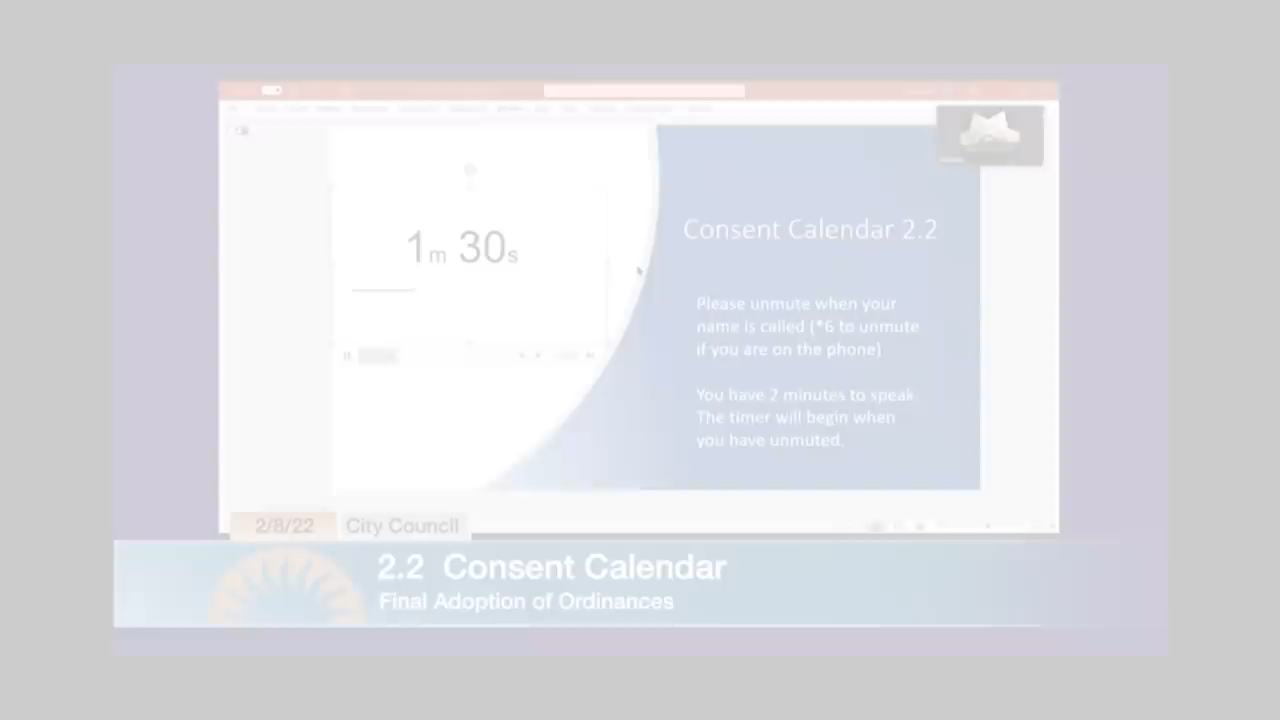 1m 30s
Consent Calendar 2.2
Please unmute when your
name is called (*6 to unmute
if you are on the phone)
You have 2 minutes to speak
The timer will begin when
you have unmuted.
2/8/22 City Council
2.2 Consent Calendar
Final Adoption of Ordinances